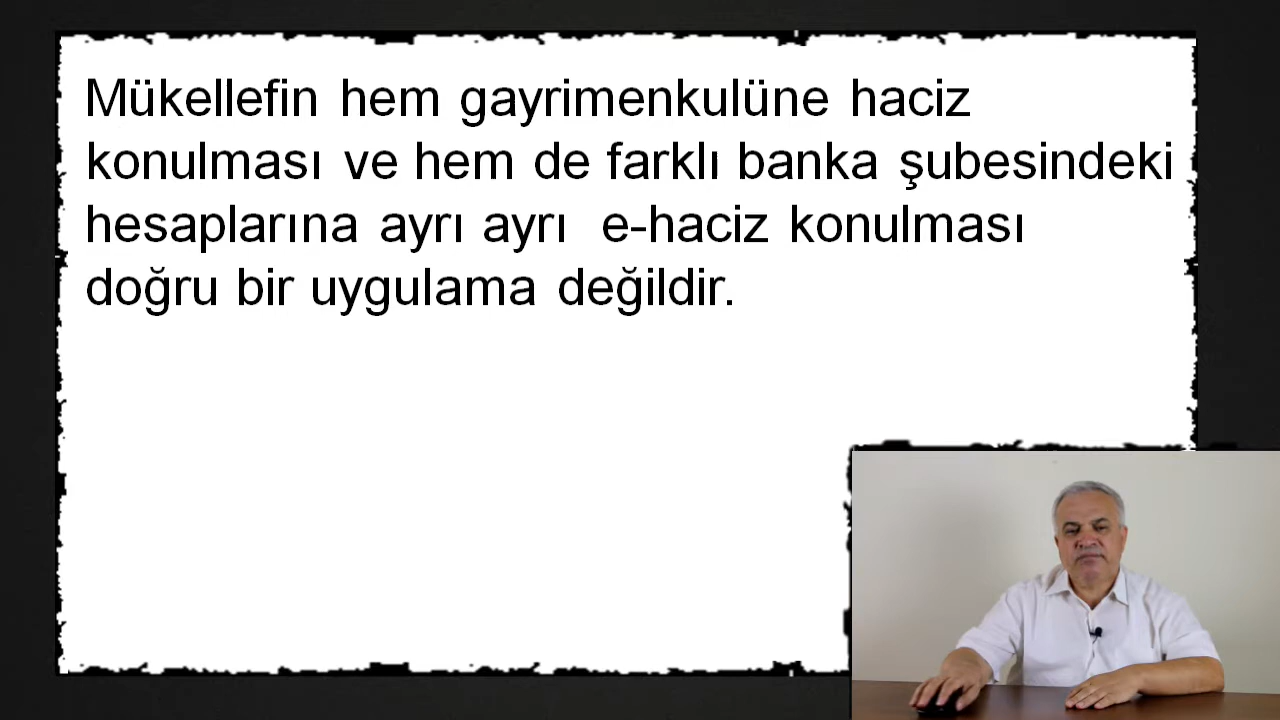 Mükellefin hem gayrimenkulüne haciz
konulması ve hem de farklı banka şubesindeki
hesaplarına ayrı ayrı e-haciz konulması
doğru bir uygulama değildir.